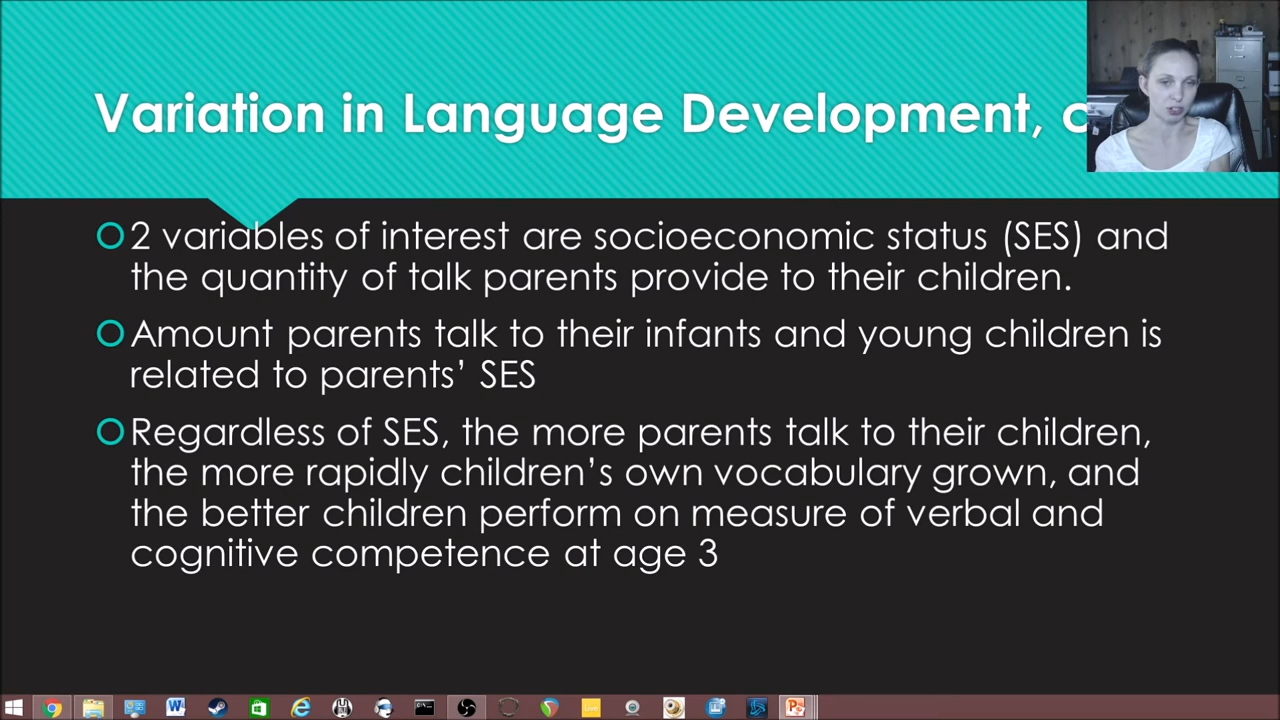 Variation in Language Development,
2 variables of interest are socioeconomic status (SES) and
the quantity of talk parents provide to their children.
Amount parents talk to their infants and young children is
related to parents’ SES
Regardless of SES, the more parents talk to their children,
the more rapidly children’s own vocabulary grown, and
the better children perform on measure of verbal and
cognitive competence at age 3